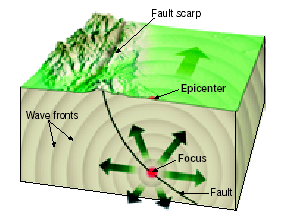 Fault scarp
Epicenter
Wave fronts
Focus
Fault